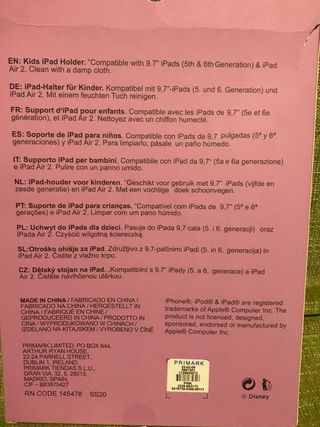 EN: Kids iPad Holder. *Compatible with 9.7" iPads (5th & 6th Generation) & iPad
Air 2. Clean with a damp cloth.
DE: iPad-Halter für Kinder. Kompatibel mit 9,7"-iPads (5. und 6. Generation) und
iPad Air 2. Mit einem feuchten Tuch reinigen.
FR: Support d'iPad pour enfants. Compatible avec les iPads de 9,7" (5e et 6e
génération), et iPad Air 2. Nettoyez avec un chiffon humecté.
ES: Soporte de iPad para niños. Compatible con iPads de 9,7 pulgadas (5ª y 6ª
generaciones) y iPad Air 2. Para limpiarlo, pásale un paño húmedo.
IT: Supporto iPad per bambini. Compatibile con iPad da 9,7" (5a e 6a generazione)
e iPad Air 2. Pulire con un panno umido.
NL: iPad-houder voor kinderen. *Geschikt voor gebruik met 9.7" iPads (vijfde en
zesde generatie) en iPad Air 2. Met een vochtige doek schoonvegen.
PT: Suporte de iPad para crianças. *Compatível com iPads de 9,7" (5ª e 6ª
gerações) e iPad Air 2. Limpar com um pano húmido.
PL: Uchwyt do iPada dla dzieci. Pasuje do iPada 9,7 cala (5. i 6. generacji) oraz
iPada Air 2. Czyścić wilgotną ściereczką.
SL: Otroško ohišje za iPad. Združljivo z 9,7-palčnimi iPadi (5. in 6. generacija) in
iPad Air 2. Čistite z vlažno krpo.
CZ: Dětský stojan na iPad. „Kompatibilní s 9.7" iPady (5. a 6. generace) a iPad
Air 2. Čistěte navlhčenou utěrkou.
MADE IN CHINA / FABRICADO EN CHINA /
FABRICADO NA CHINA / HERGESTELLT IN
CHINA / FABRIQUÉ EN CHINE /
GEPRODUCEERD IN CHINA / PRODOTTO IN
CINA / WYPRODUKOWANO W CHINACH /
IZDELANO NA KITAJSKEM / VYROBENO V ČÍNĚ
PRIMARK LIMITED, PO BOX 644,
ARTHUR RYAN HOUSE,
22-24 PARNELL STREET,
DUBLIN 1, IRELAND.
PRIMARK TIENDAS S.L.U.,
GRAN VIA, 32, 5, 28013,
MADRID, SPAIN.
CIF - B83875427
RN CODE 145478 SS20
iPhone®, iPod® & iPad® are registered
trademarks of Apple® Computer Inc. The
product is not licensed, designed,
sponsored, endorsed or manufactured by
Apple® Computer Inc.
PRIMARK
PINK
© Disney